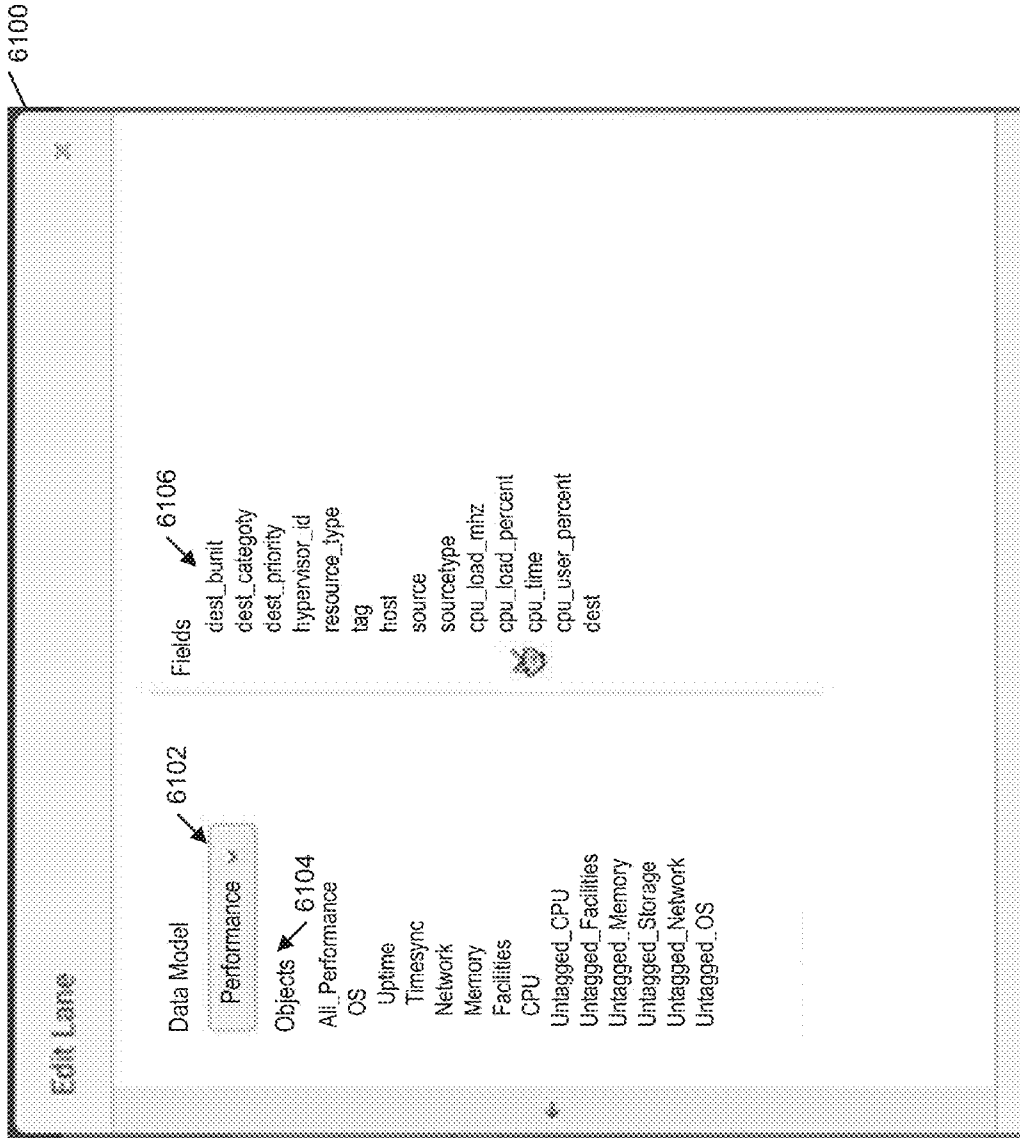 6100
Edit Lane
x
Data Model
6102
Performance
Objects
6104
All_Performance
OS
Uptime
Timesync
Network
Memory
Facilities
CPU
Untagged_CPU
Untagged_Facilities
Untagged_Memory
Untagged_Storage
Untagged_Network
Untagged_OS
Fields
6106
dest_bunit
dest_categoty
dest_priority
hypervisor_id
resource_type
tag
host
source
sourcetype
cpu_load_mhz
cpu_load_percent
cpu_time
cpu_user_percent
dest